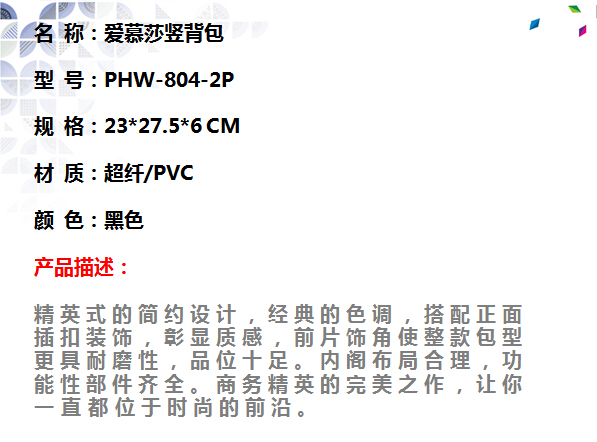 名 称：爱慕莎竖背包
型 号：PHW-804-2P
规 格：23*27.5*6 CM
材 质：超纤/PVC
颜 色：黑色
产品描述：
精英式的简约设计，经典的色调，搭配正面
插扣装饰，彰显质感，前片饰角使整款包型
更具耐磨性，品位十足。内阁布局合理，功
能性部件齐全。商务精英的完美之作，让你
一直都位于时尚的前沿。